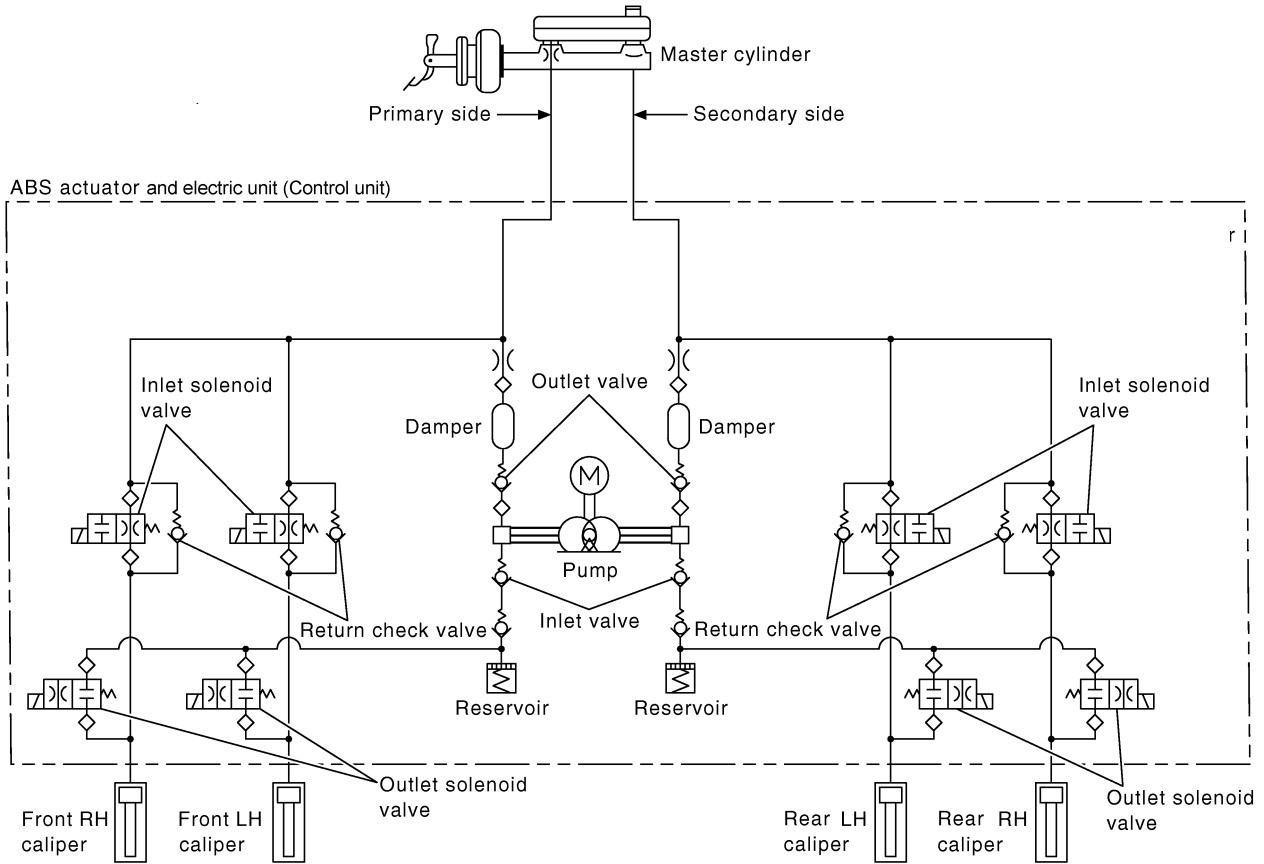 Master cylinder
Primary side
Secondary side
ABS actuator and electric unit (Control unit)
r
Inlet solenoid
valve
Outlet valve
Inlet solenoid
valve
Damper
Damper
M
Pump
Inlet valve
Return check valve
Return check valve
Reservoir
Reservoir
Outlet solenoid
valve
Outlet solenoid
valve
Front RH
caliper
Front LH
caliper
Rear LH
caliper
Rear RH
caliper